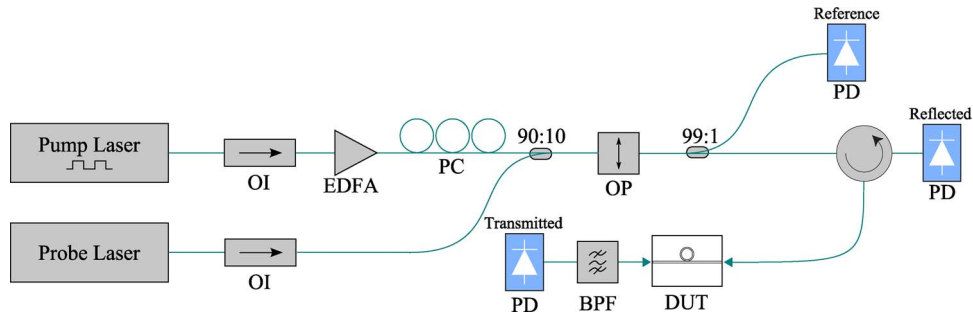 Reference
PD
Reflected
PD
Pump Laser
OI
EDFA
PC
90:10
OP
99:1
Probe Laser
OI
Transmitted
PD
BPF
DUT